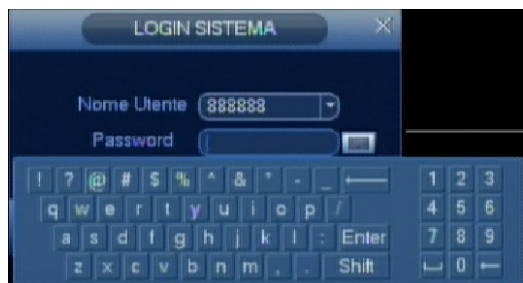 LOGIN SISTEMA
Nome Utente 888888
Password
! ? @ # $ % ^ & * - _ 1 2 3
q w e r t y u i o p / 4 5 6
a s d f g h j k l : Enter 7 8 9
z x c v b n m , . Shift 0